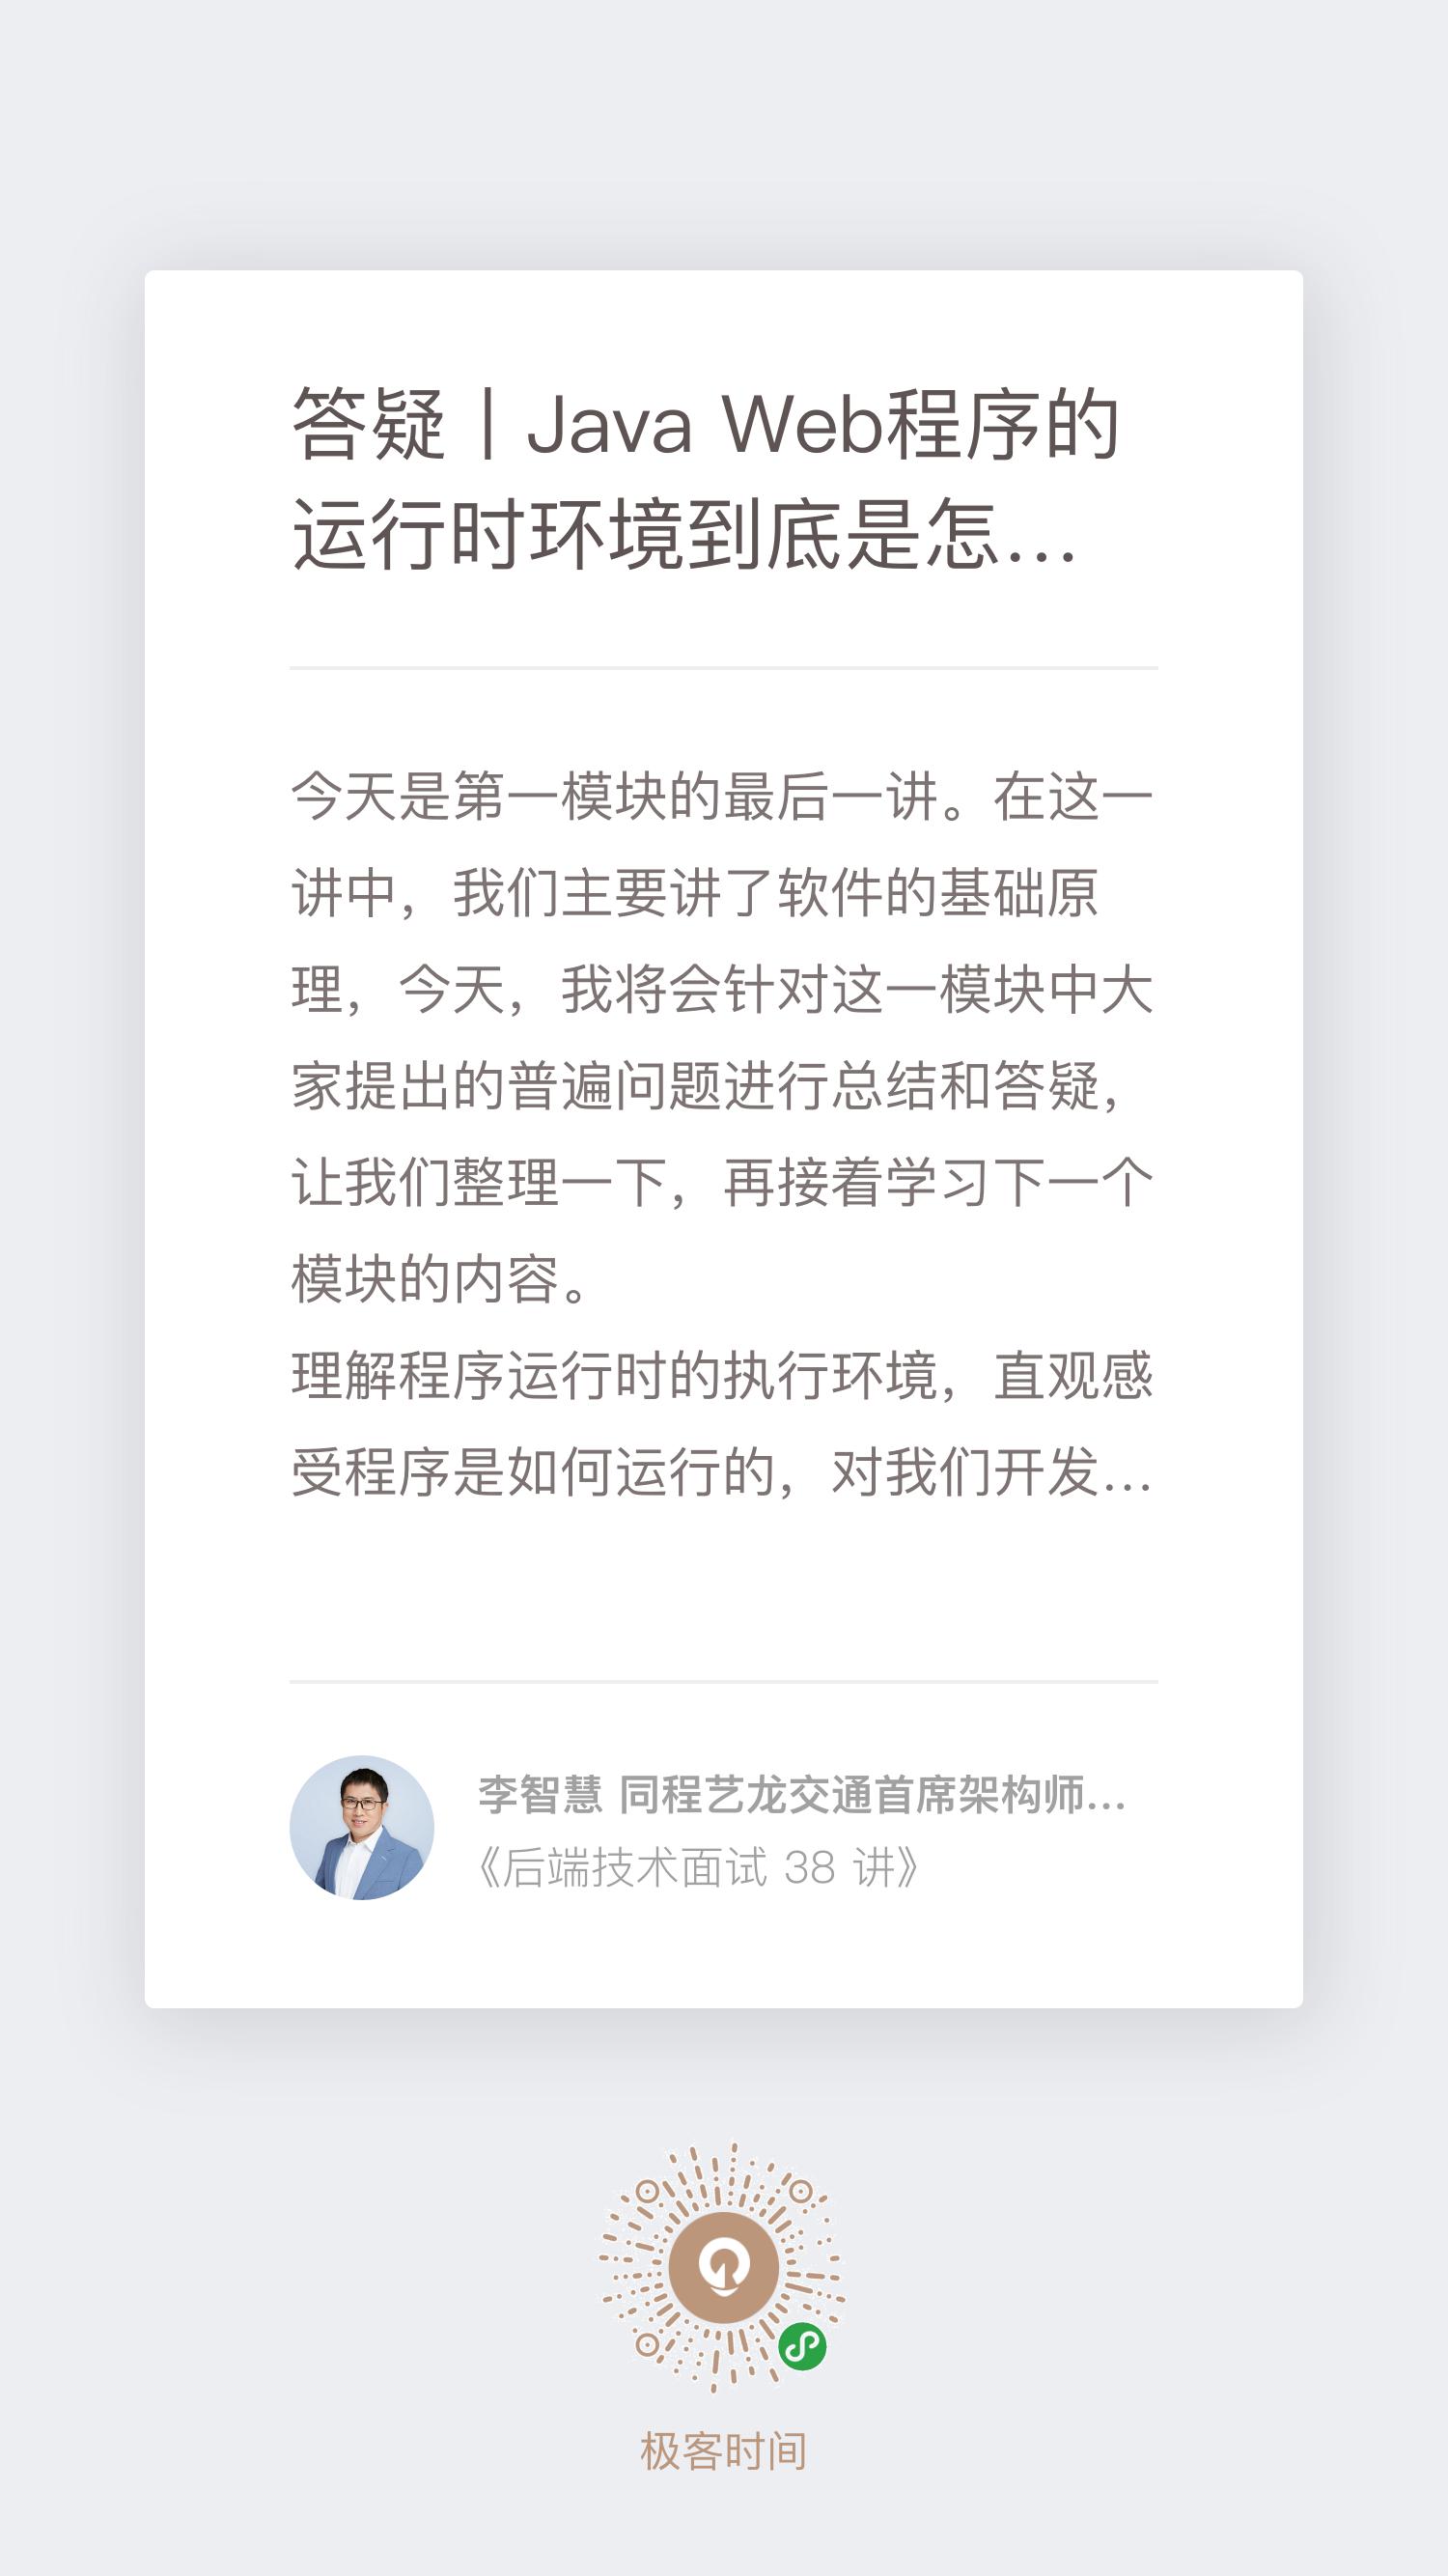 答疑丨Java Web程序的
运行时环境到底是怎...
今天是第一模块的最后一讲。在这一
讲中，我们主要讲了软件的基础原
理，今天，我将会针对这一模块中大
家提出的普遍问题进行总结和答疑，
让我们整理一下，再接着学习下一个
模块的内容。
理解程序运行时的执行环境，直观感
受程序是如何运行的，对我们开发...
李智慧 同程艺龙交通首席架构师...
《后端技术面试 38 讲》
极客时间